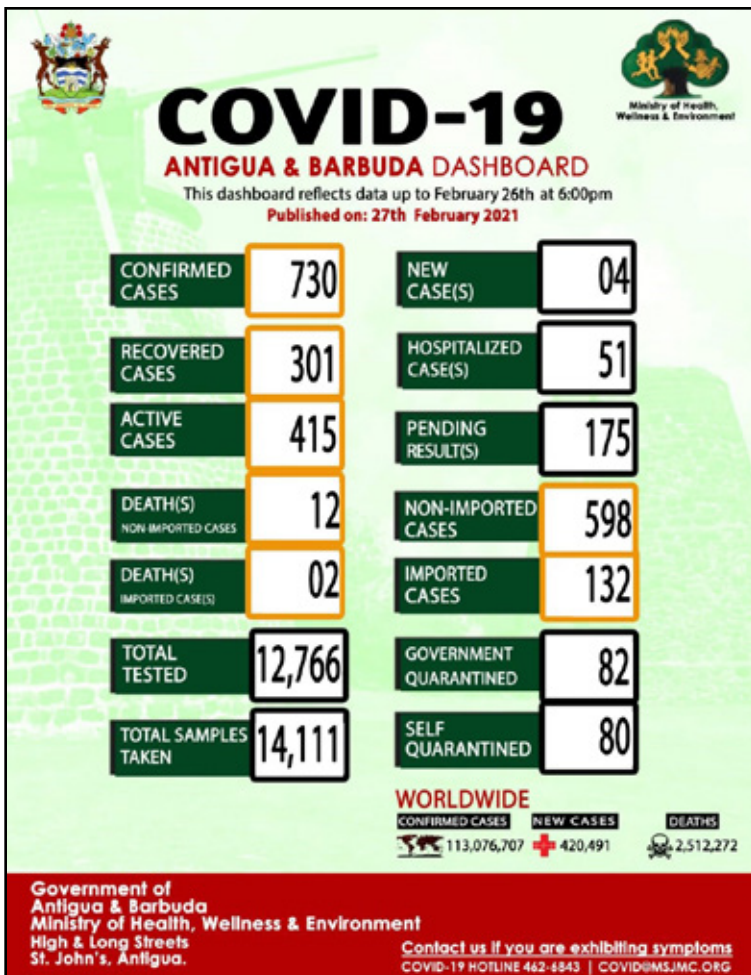 Ministry of Health,
Wellness & Environment
COVID-19
ANTIGUA & BARBUDA DASHBOARD
This dashboard reflects data up to February 26th at 6:00pm
Published on: 27th February 2021
CONFIRMED
CASES
730
RECOVERED
CASES
301
ACTIVE
CASES
415
DEATH(S)
NON-IMPORTED CASES
12
DEATH(S)
IMPORTED CASE(S)
02
TOTAL
TESTED
12,766
TOTAL SAMPLES
TAKEN
14,111
NEW
CASE(S)
04
HOSPITALIZED
CASE(S)
51
PENDING
RESULT(S)
175
NON-IMPORTED
CASES
598
IMPORTED
CASES
132
GOVERNMENT
QUARANTINED
82
SELF
QUARANTINED
80
WORLDWIDE
CONFIRMED CASES NEW CASES DEATHS
113,076,707 420,491 2,512,272
Government of
Antigua & Barbuda
Ministry of Health, Wellness & Environment
High & Long Streets
St. John's, Antigua.
Contact us if you are exhibiting symptoms
COVID-19 HOTLINE 462-6843 | COVID@MSJMC.ORG